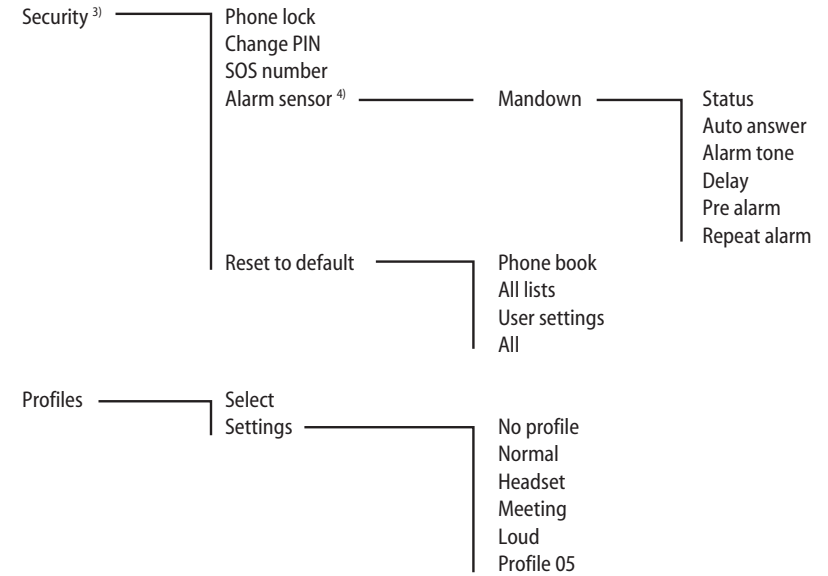 Security 3) Phone lock
Change PIN
SOS number
Alarm sensor 4) Mandown Status
Auto answer
Alarm tone
Delay
Pre alarm
Repeat alarm
Reset to default Phone book
All lists
User settings
All
Profiles Select
Settings No profile
Normal
Headset
Meeting
Loud
Profile 05